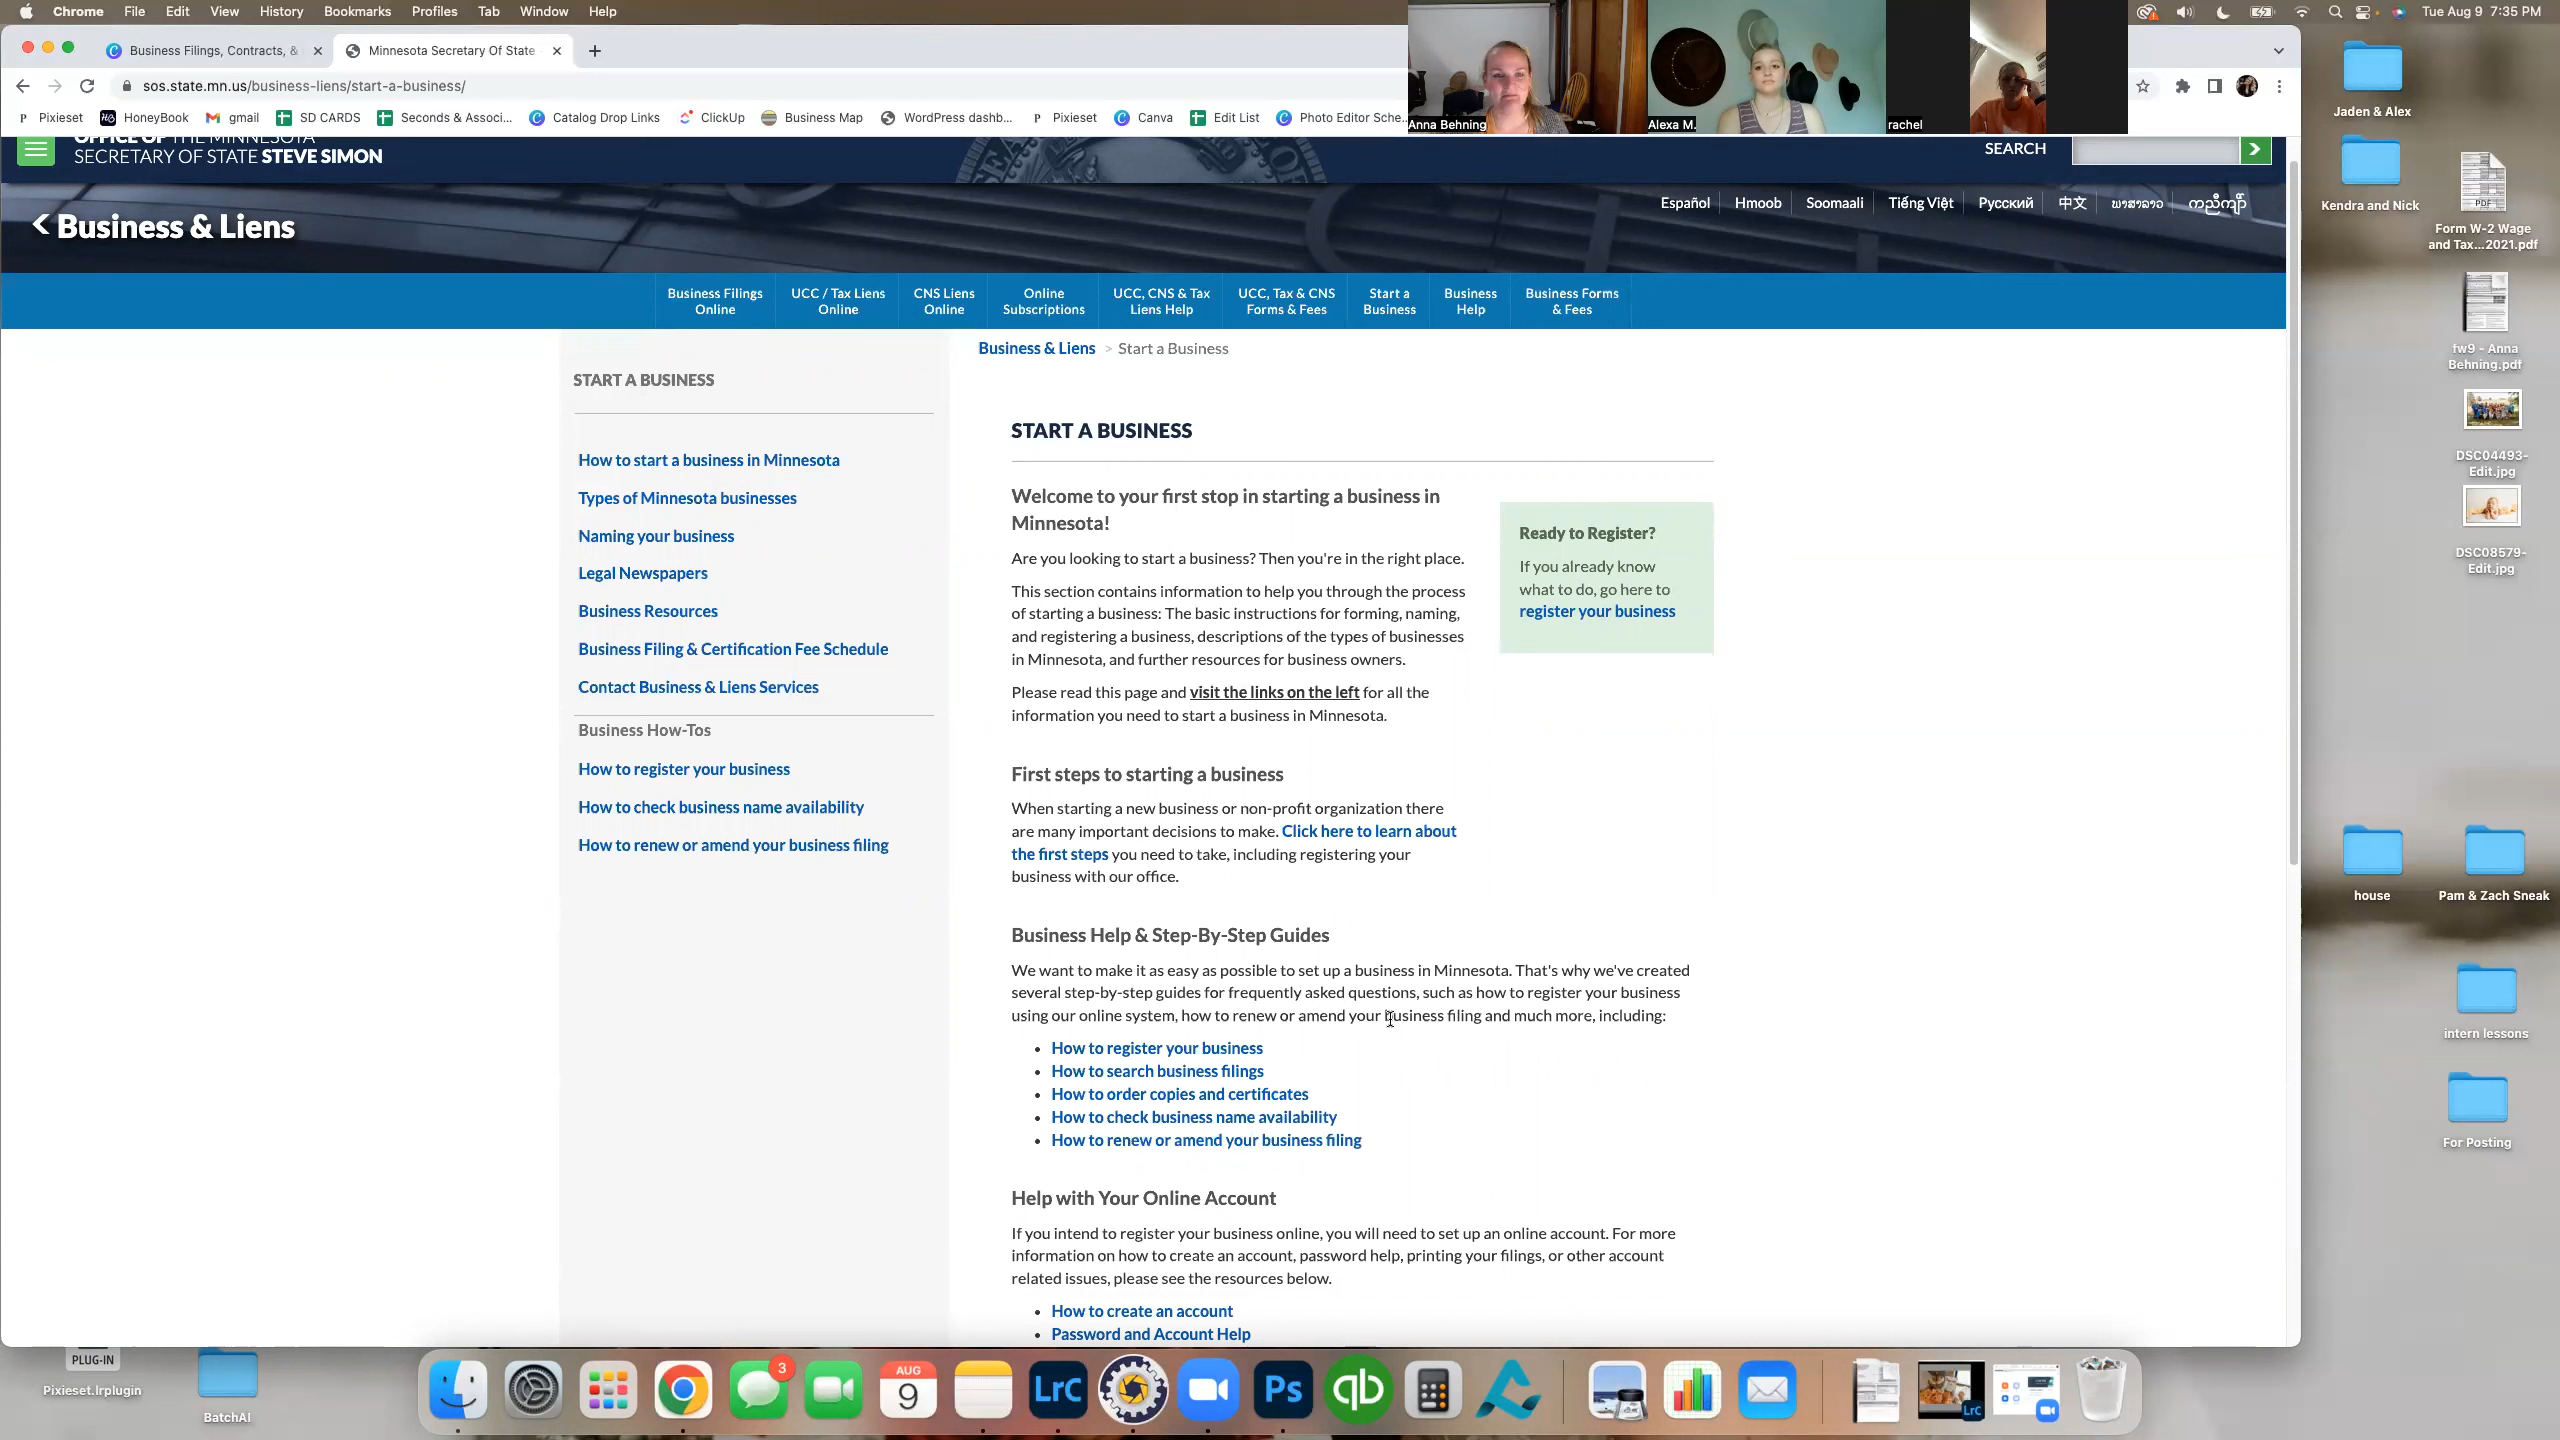 Chrome File Edit View History Bookmarks Profiles Tab Window Help
Tue Aug 9 7:35 PM
Business Filings, Contracts, &
Minnesota Secretary Of State
sos.state.mn.us/business-liens/start-a-business/
Pixieset HoneyBook gmail SD CARDS Seconds & Associ... Catalog Drop Links ClickUp Business Map WordPress dashb... Pixieset Canva Edit List Photo Editor Sche...
Anna Behning
Alexa M.
rachel
OFFICE OF THE MINNESOTA
SECRETARY OF STATE STEVE SIMON
SEARCH
Español Hmoob Soomaali Tiếng Việt Русский 中文 ພາສາລາວ
< Business & Liens
Business Filings Online
UCC / Tax Liens Online
CNS Liens Online
Online Subscriptions
UCC, CNS & Tax Liens Help
UCC, Tax & CNS Forms & Fees
Start a Business
Business Help
Business Forms & Fees
Business & Liens > Start a Business
START A BUSINESS
How to start a business in Minnesota
Types of Minnesota businesses
Naming your business
Legal Newspapers
Business Resources
Business Filing & Certification Fee Schedule
Contact Business & Liens Services
Business How-Tos
How to register your business
How to check business name availability
How to renew or amend your business filing
START A BUSINESS
Welcome to your first stop in starting a business in
Minnesota!
Are you looking to start a business? Then you're in the right place.
This section contains information to help you through the process
of starting a business: The basic instructions for forming, naming,
and registering a business, descriptions of the types of businesses
in Minnesota, and further resources for business owners.
Please read this page and visit the links on the left for all the
information you need to start a business in Minnesota.
Ready to Register?
If you already know
what to do, go here to
register your business
First steps to starting a business
When starting a new business or non-profit organization there
are many important decisions to make. Click here to learn about
the first steps you need to take, including registering your
business with our office.
Business Help & Step-By-Step Guides
We want to make it as easy as possible to set up a business in Minnesota. That's why we've created
several step-by-step guides for frequently asked questions, such as how to register your business
using our online system, how to renew or amend your business filing and much more, including:
• How to register your business
• How to search business filings
• How to order copies and certificates
• How to check business name availability
• How to renew or amend your business filing
Help with Your Online Account
If you intend to register your business online, you will need to set up an online account. For more
information on how to create an account, password help, printing your filings, or other account
related issues, please see the resources below.
• How to create an account
• Password and Account Help
Jaden & Alex
Kendra and Nick
PDF
Form W-2 Wage
and Tax...2021.pdf
fw9 - Anna
Behning.pdf
DSC04493-
Edit.jpg
DSC08579-
Edit.jpg
house
Pam & Zach Sneak
intern lessons
For Posting
PLUG-IN
Pixieset.lrplugin
BatchAI
3
AUG
9
LrC
Ps
qb
LrC